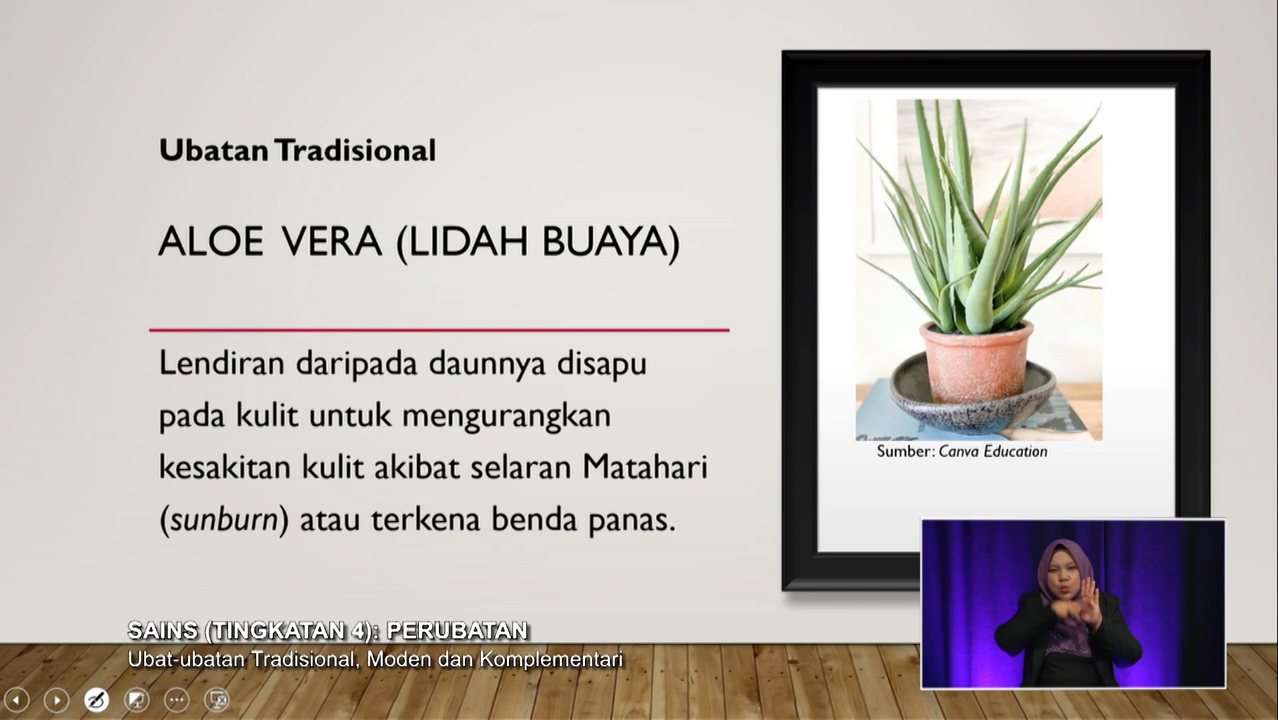 Ubatan Tradisional
ALOE VERA (LIDAH BUAYA)
Lendiran daripada daunnya disapu
pada kulit untuk mengurangkan
kesakitan kulit akibat selaran Matahari
(sunburn) atau terkena benda panas.
Sumber: Canva Education
SAINS (TINGKATAN 4): PERUBATAN
Ubat-ubatan Tradisional, Moden dan Komplementari